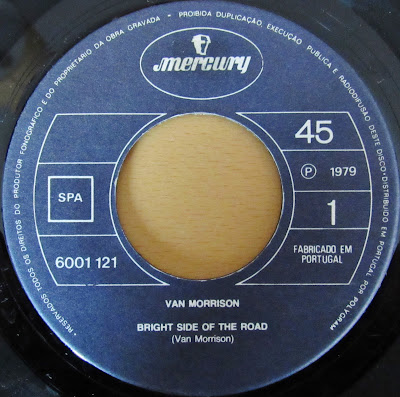 RESERVADOS TODOS OS DIREITOS DO PRODUTOR FONOGRÁFICO E DO PROPRIETÁRIO DA OBRA GRAVADA - PROIBIDA DUPLICAÇÃO, EXECUÇÃO PÚBLICA E RADIODIFUSÃO DESTE DISCO - DISTRIBUIDO EM PORTUGAL POR POLYGRAM
mercury
45
SPA
P 1979
1
6001 121
FABRICADO EM
PORTUGAL
VAN MORRISON
BRIGHT SIDE OF THE ROAD
(Van Morrison)